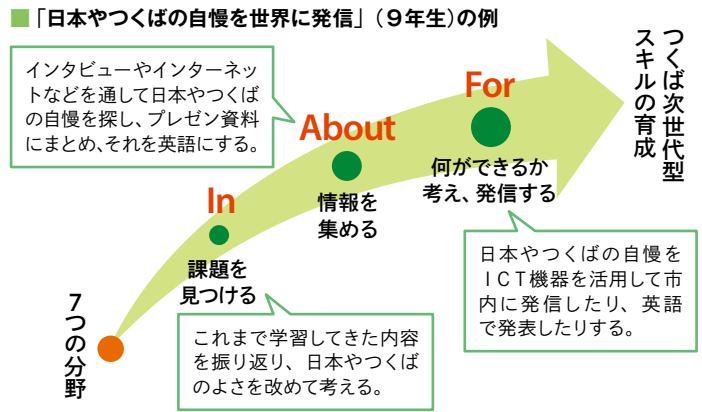 ■「日本やつくばの自慢を世界に発信」（９年生）の例
インタビューやインターネッ
トなどを通して日本やつくば
の自慢を探し、プレゼン資料
にまとめ、それを英語にする。
For
About
In
何ができるか
考え、発信する
情報を
集める
課題を
見つける
つくば次世代型
スキルの育成
７つの分野
これまで学習してきた内容
を振り返り、日本やつくば
のよさを改めて考える。
日本やつくばの自慢を
ＩＣＴ機器を活用して市
内に発信したり、英語
で発表したりする。